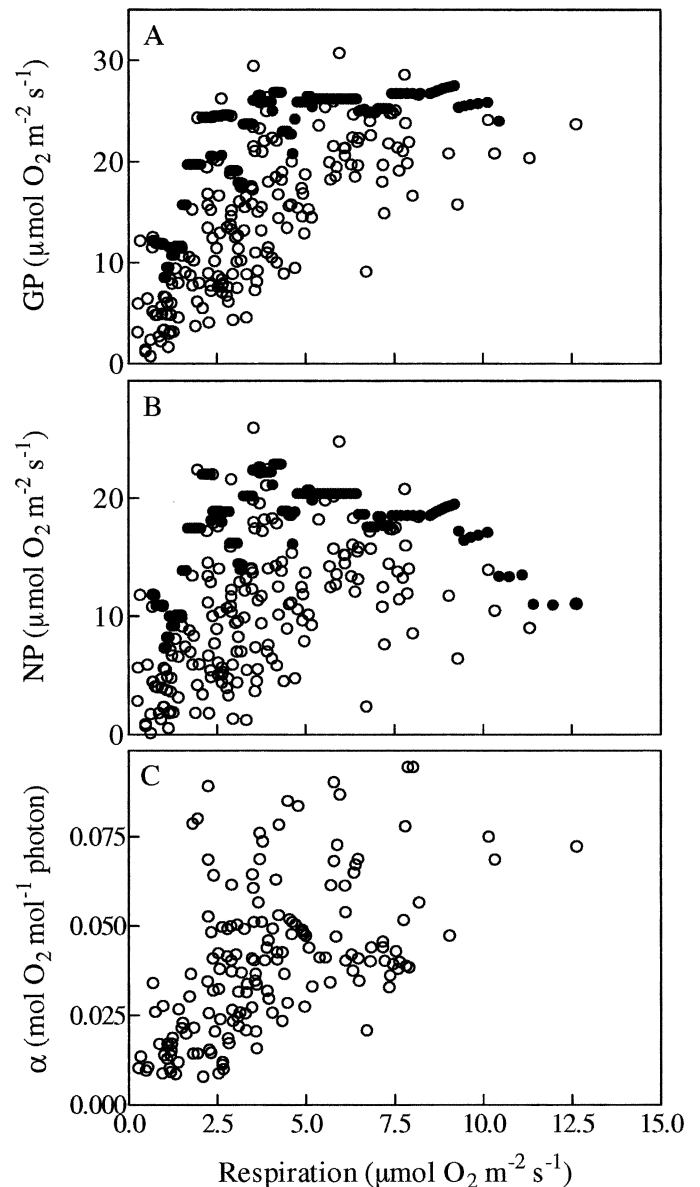 A
30
20
10
0
GP (µmol O₂ m⁻² s⁻¹)
B
20
10
0
NP (µmol O₂ m⁻² s⁻¹)
C
0.075
0.050
0.025
0.000
α (mol O₂ mol⁻¹ photon)
0.0 2.5 5.0 7.5 10.0 12.5 15.0
Respiration (µmol O₂ m⁻² s⁻¹)